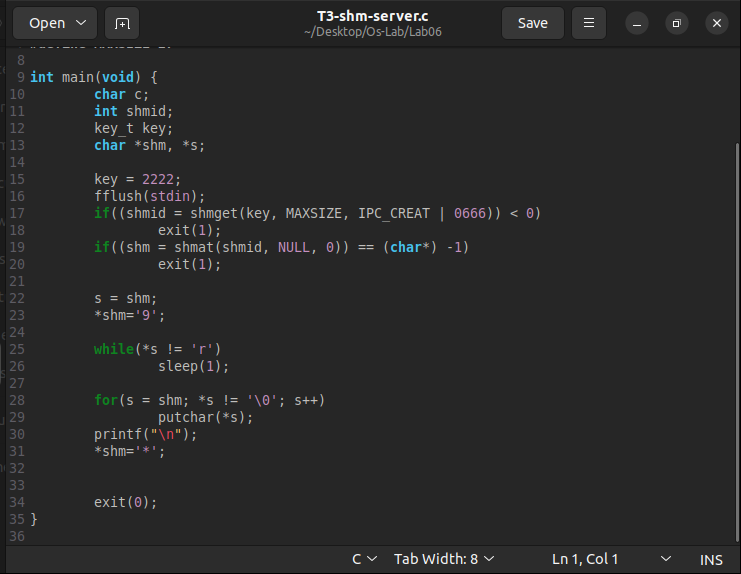 Open
T3-shm-server.c
~/Desktop/Os-Lab/Lab06
Save
8
9 int main(void) {
10 char c;
11 int shmid;
12 key_t key;
13 char *shm, *s;
14
15 key = 2222;
16 fflush(stdin);
17 if((shmid = shmget(key, MAXSIZE, IPC_CREAT | 0666)) < 0)
18 exit(1);
19 if((shm = shmat(shmid, NULL, 0)) == (char*) -1)
20 exit(1);
21
22 s = shm;
23 *shm='9';
24
25 while(*s != 'r')
26 sleep(1);
27
28 for(s = shm; *s != '\0'; s++)
29 putchar(*s);
30 printf("\n");
31 *shm='*';
32
33
34 exit(0);
35 }
36
C
Tab Width: 8
Ln 1, Col 1
INS